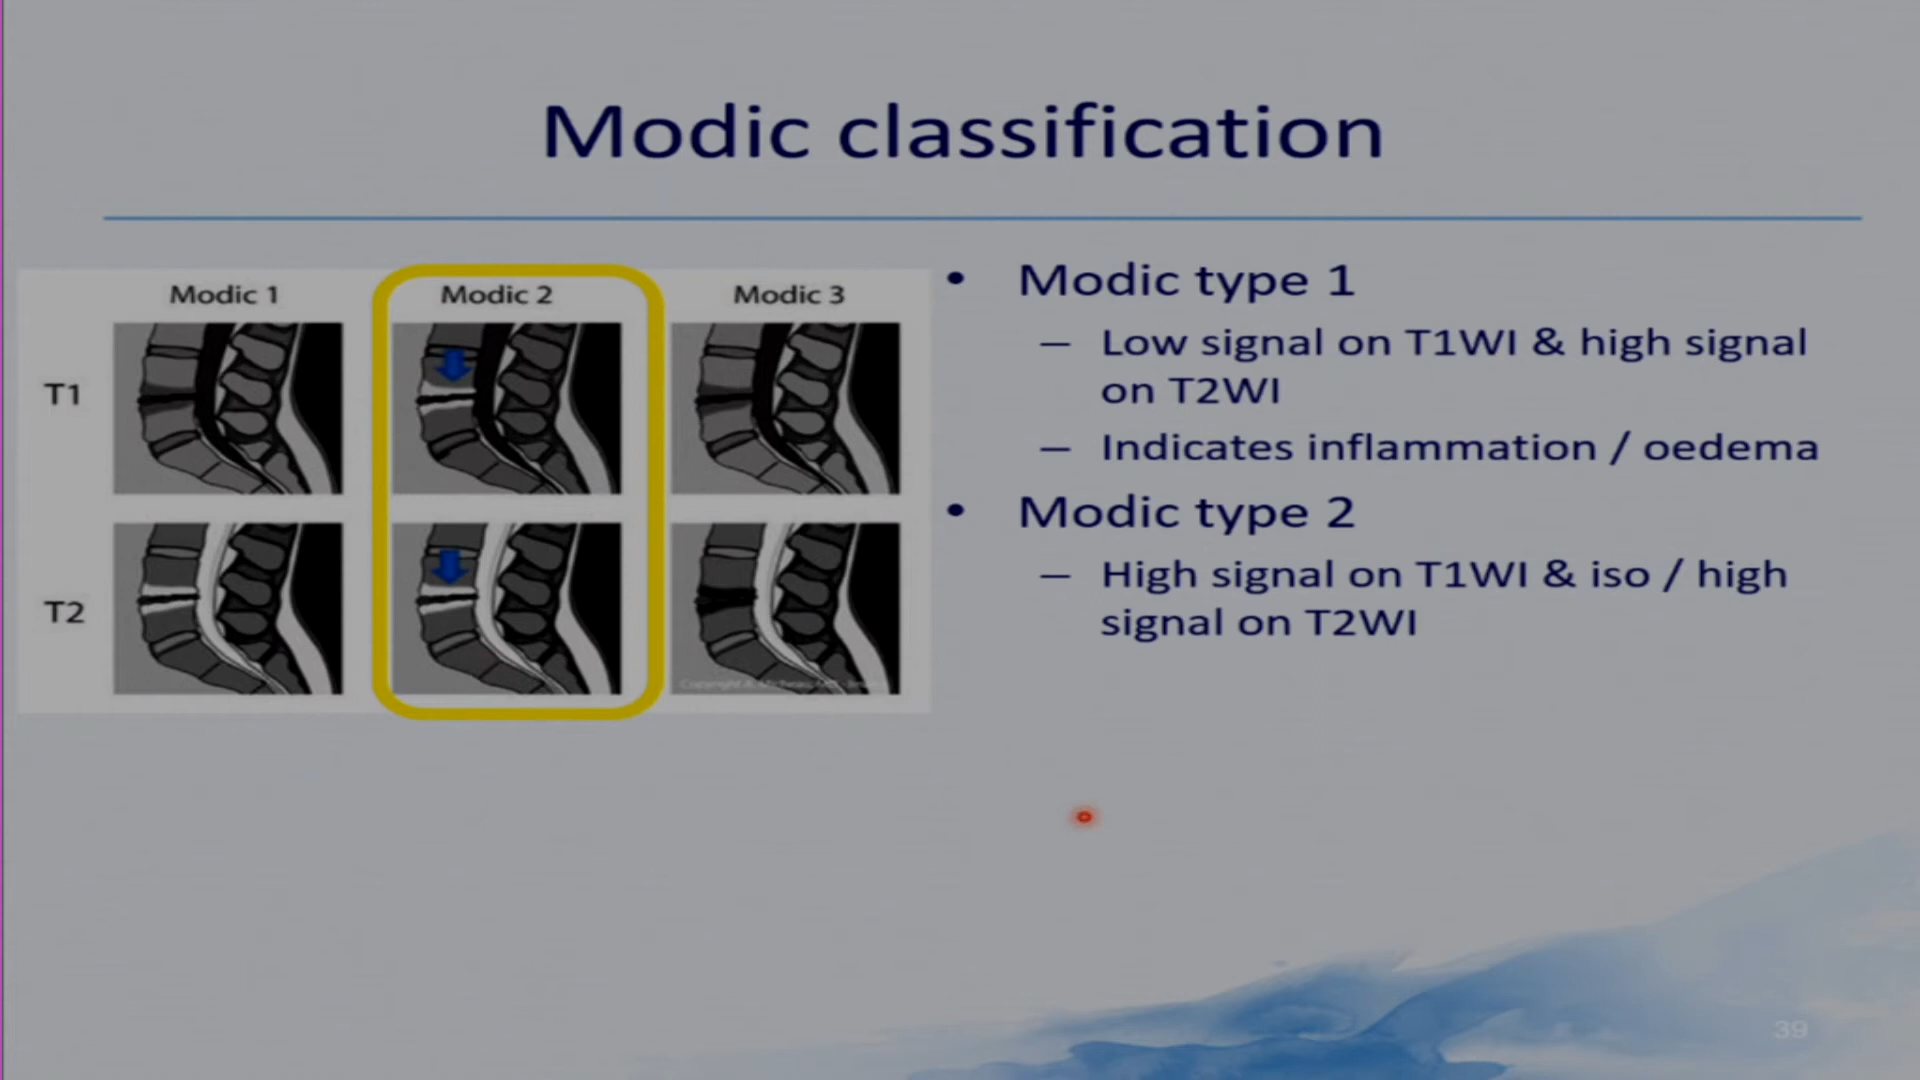 Modic classification
Modic 1
Modic 2
Modic 3
T1
T2
• Modic type 1
– Low signal on T1WI & high signal
on T2WI
– Indicates inflammation / oedema
• Modic type 2
– High signal on T1WI & iso / high
signal on T2WI
Copyright
39